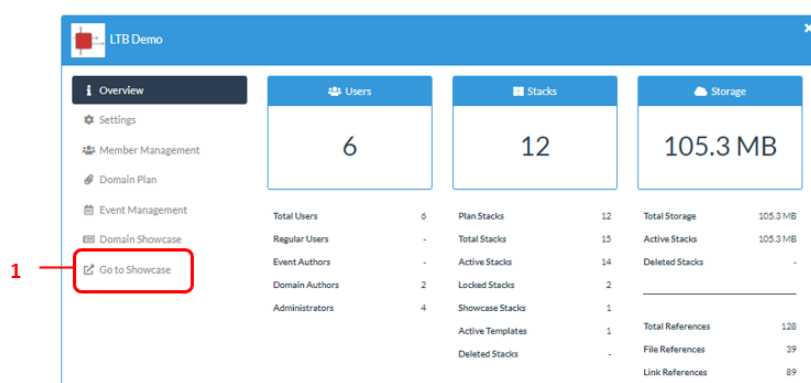 LTB Demo
Overview
Settings
Member Management
Domain Plan
Event Management
Domain Showcase
Go to Showcase
1
Users
6
Total Users 6
Regular Users -
Event Authors -
Domain Authors 2
Administrators 4
Stacks
12
Plan Stacks 12
Total Stacks 15
Active Stacks 14
Locked Stacks 2
Showcase Stacks 1
Active Templates 1
Deleted Stacks -
Storage
105.3 MB
Total Storage 105.3 MB
Active Stacks 105.3 MB
Deleted Stacks -
Total References 128
File References 39
Link References 89